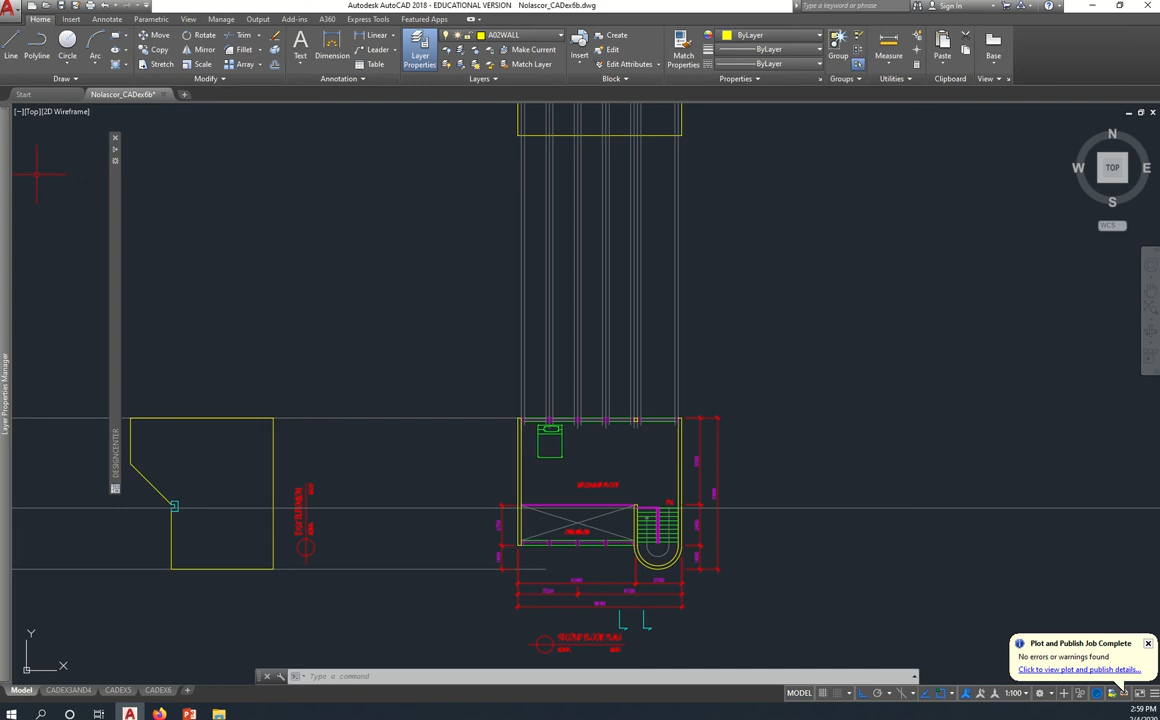 Autodesk AutoCAD 2018 - EDUCATIONAL VERSION Nolascor_CADex6b.dwg
Type a keyword or phrase
Sign In
Home Insert Annotate Parametric View Manage Output Add-ins A360 Express Tools Featured Apps
Line Polyline Circle Arc
Move Rotate Trim
Copy Mirror Fillet
Stretch Scale Array
Text Dimension
Linear
Leader
Table
Layer Properties
A02WALL
Make Current
Match Layer
Insert
Create
Edit
Edit Attributes
Match Properties
ByLayer
ByLayer
ByLayer
Group
Measure
Paste
Base
Draw Modify Annotation Layers Block Properties Groups Utilities Clipboard View
Start Nolascor_CADex6b*
[−][Top][2D Wireframe]
N
W TOP E
S
WCS
Layer Properties Manager
DESIGNCENTER
EAST ELEVATION
SECOND FLOOR PLAN
Y
X
Type a command
Plot and Publish Job Complete
No errors or warnings found
Click to view plot and publish details...
Model CADEX3AND4 CADEX5 CADEX6
MODEL
1:100
2:59 PM